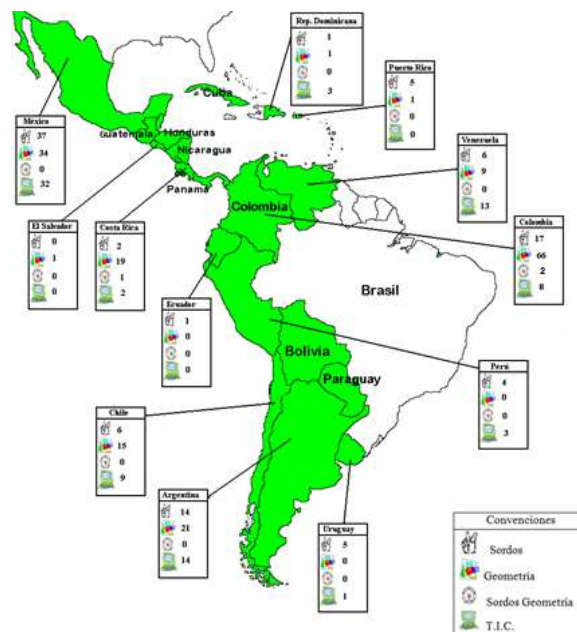 Rep. Dominicana
1
1
0
3
Puerto Rico
5
1
0
0
Cuba
México
37
34
0
32
Guatemala
Honduras
Nicaragua
Panamá
Venezuela
6
9
0
13
El Salvador
0
1
0
0
Costa Rica
2
19
1
2
Colombia
Colombia
17
66
2
8
Ecuador
1
0
0
0
Brasil
Bolivia
Paraguay
Perú
4
0
0
3
Chile
6
15
0
9
Argentina
14
21
0
14
Uruguay
5
0
0
1
Convenciones
Sordos
Geometría
Sordos Geometría
T.I.C.